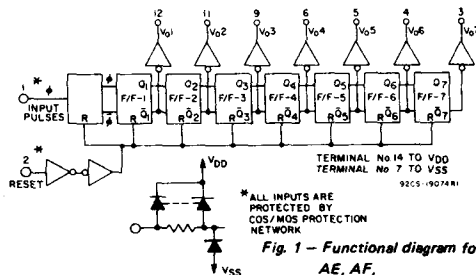 12 11 9 6 5 4 3
Vo1 Vo2 Vo3 Vo4 Vo5 Vo6 Vo7
* φ φ Q1 Q2 Q3 Q4 Q5 Q6 Q7
1 F/F-1 F/F-2 F/F-3 F/F-4 F/F-5 F/F-6 F/F-7
INPUT PULSES
φ̄ Q̄1 Q̄2 Q̄3 Q̄4 Q̄5 Q̄6 Q̄7
R R R R R R R R
2 *
RESET
TERMINAL No.14 TO VDD
TERMINAL No 7 TO VSS
92CS-19074R1
VDD
*ALL INPUTS ARE
PROTECTED BY
COS/MOS PROTECTION
NETWORK
VSS
Fig. 1 – Functional diagram fo
AE, AF,